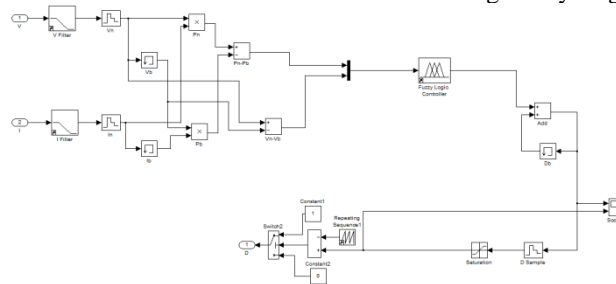 1
V
V Filter
Vn
Vb
Pn
Pn-Pb
2
I
I Filter
In
Ib
Pb
Vn-Vb
Fuzzy Logic
Controller
Add
Db
Constant1
1
Repeating
Sequence1
Switch2
1
D
Constant2
0
Saturation
D Sample